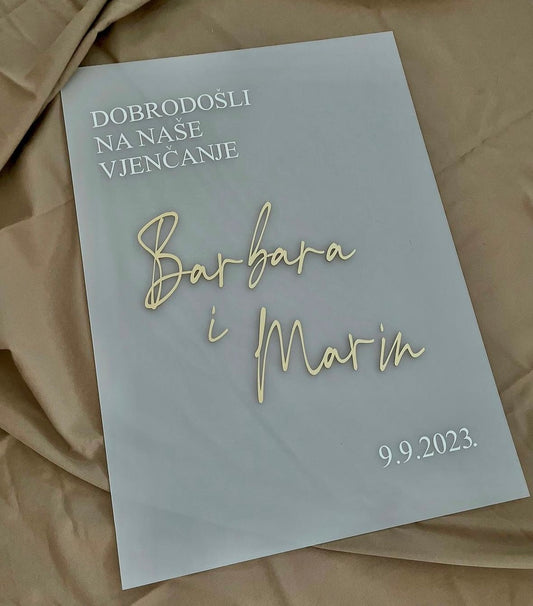 DOBRODOŠLI
NA NAŠE
VJENČANJE
Barbara
i
Marin
9.9.2023.